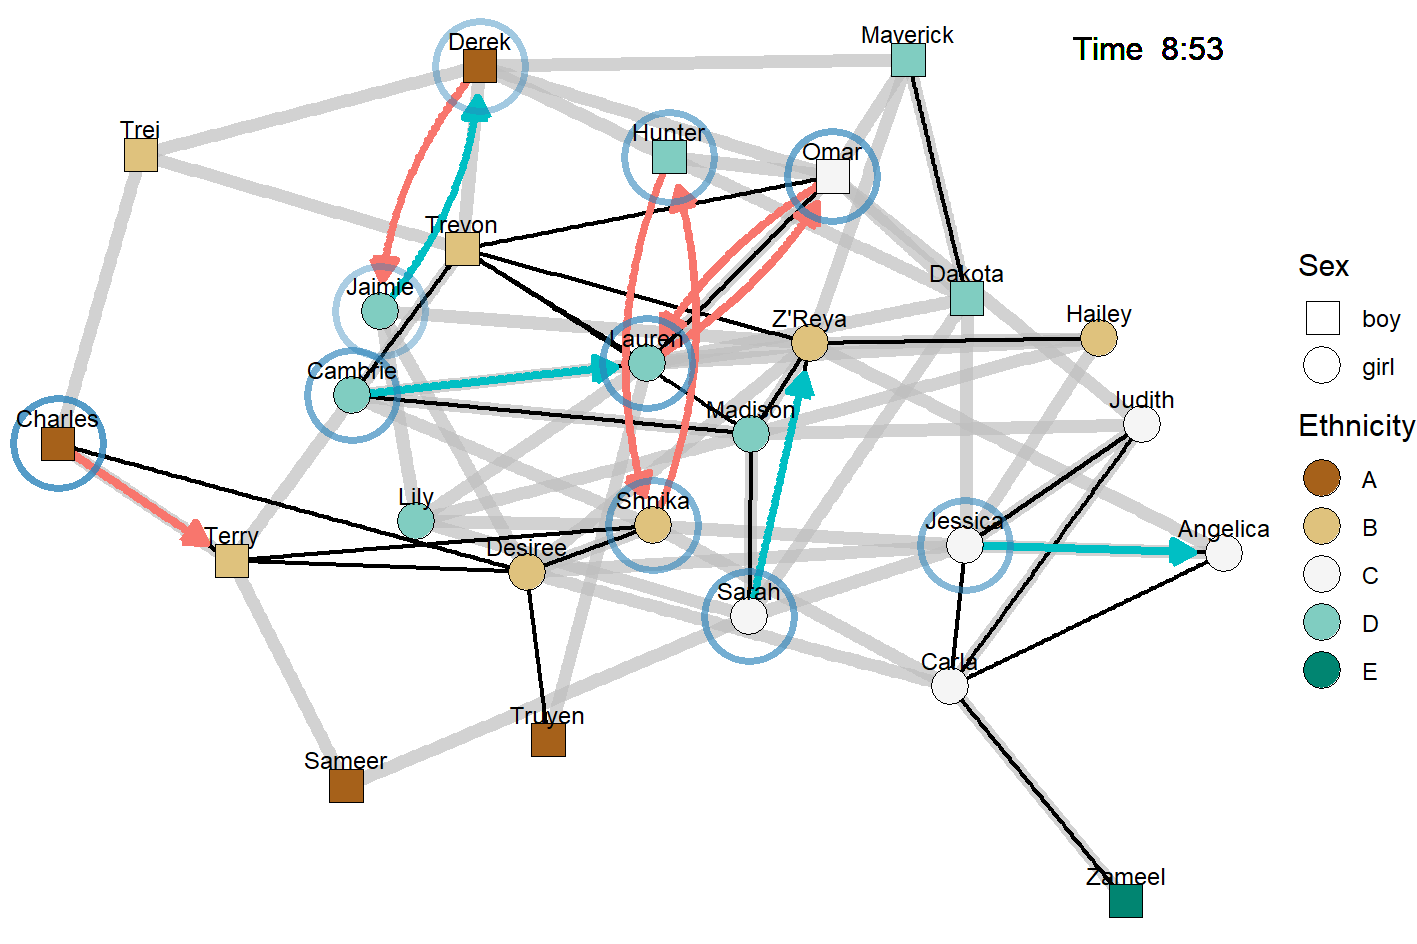 Maverick
Derek
Time 8:53
Trei
Hunter
Omar
Trevon
Dakota
Jaimie
Z'Reya
Hailey
Lauren
Cambrie
Madison
Judith
Charles
Lily
Shnika
Jessica
Angelica
Terry
Desiree
Sarah
Carla
Truyen
Sameer
Zameel
Sex
boy
girl
Ethnicity
A
B
C
D
E